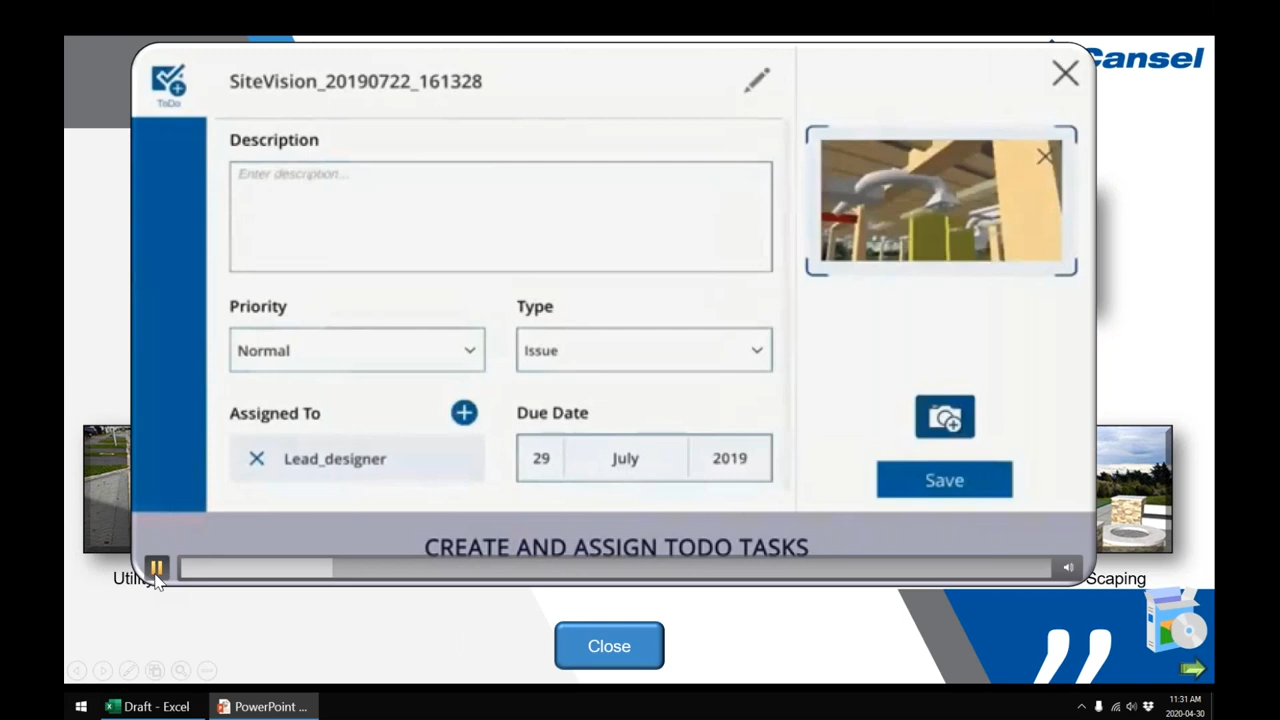 Cansel
SiteVision_20190722_161328
ToDo
Description
Enter description...
Priority
Type
Normal
Issue
Assigned To
Due Date
Lead_designer
29
July
2019
Save
CREATE AND ASSIGN TODO TASKS
Scaping
Close
Draft - Excel
PowerPoint ...
11:31 AM
2020-04-30